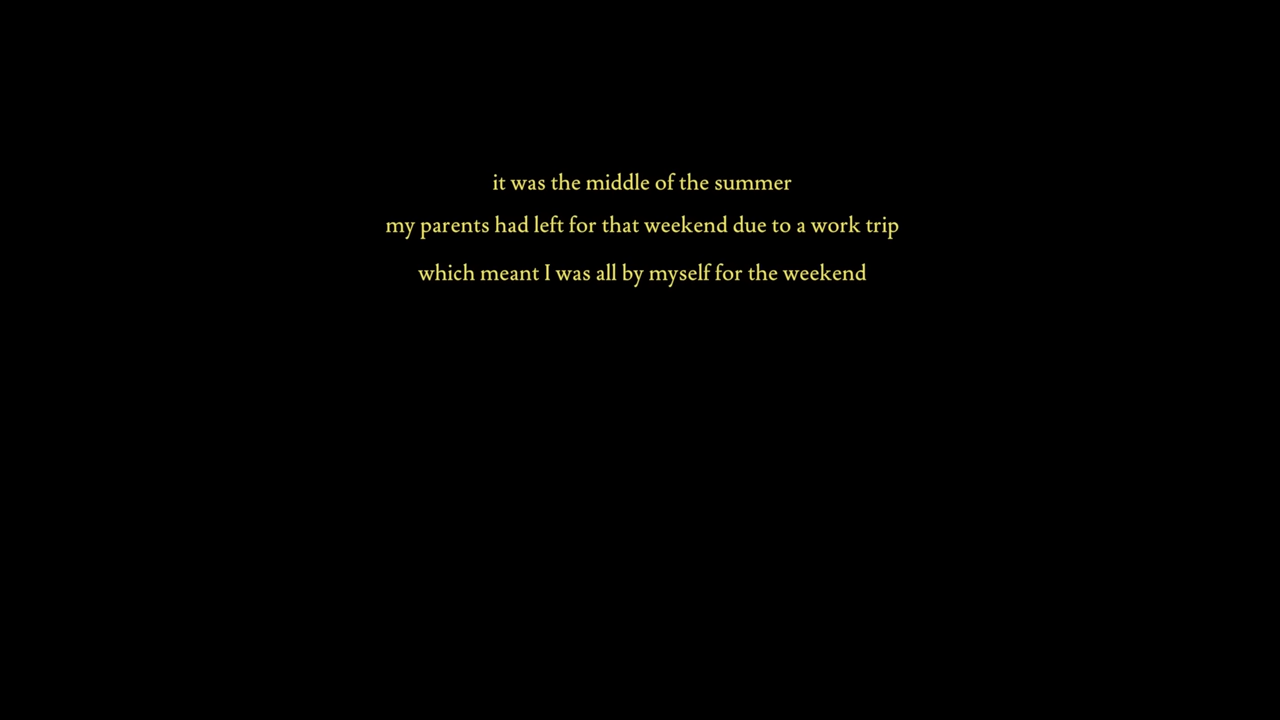 it was the middle of the summer
my parents had left for that weekend due to a work trip
which meant I was all by myself for the weekend